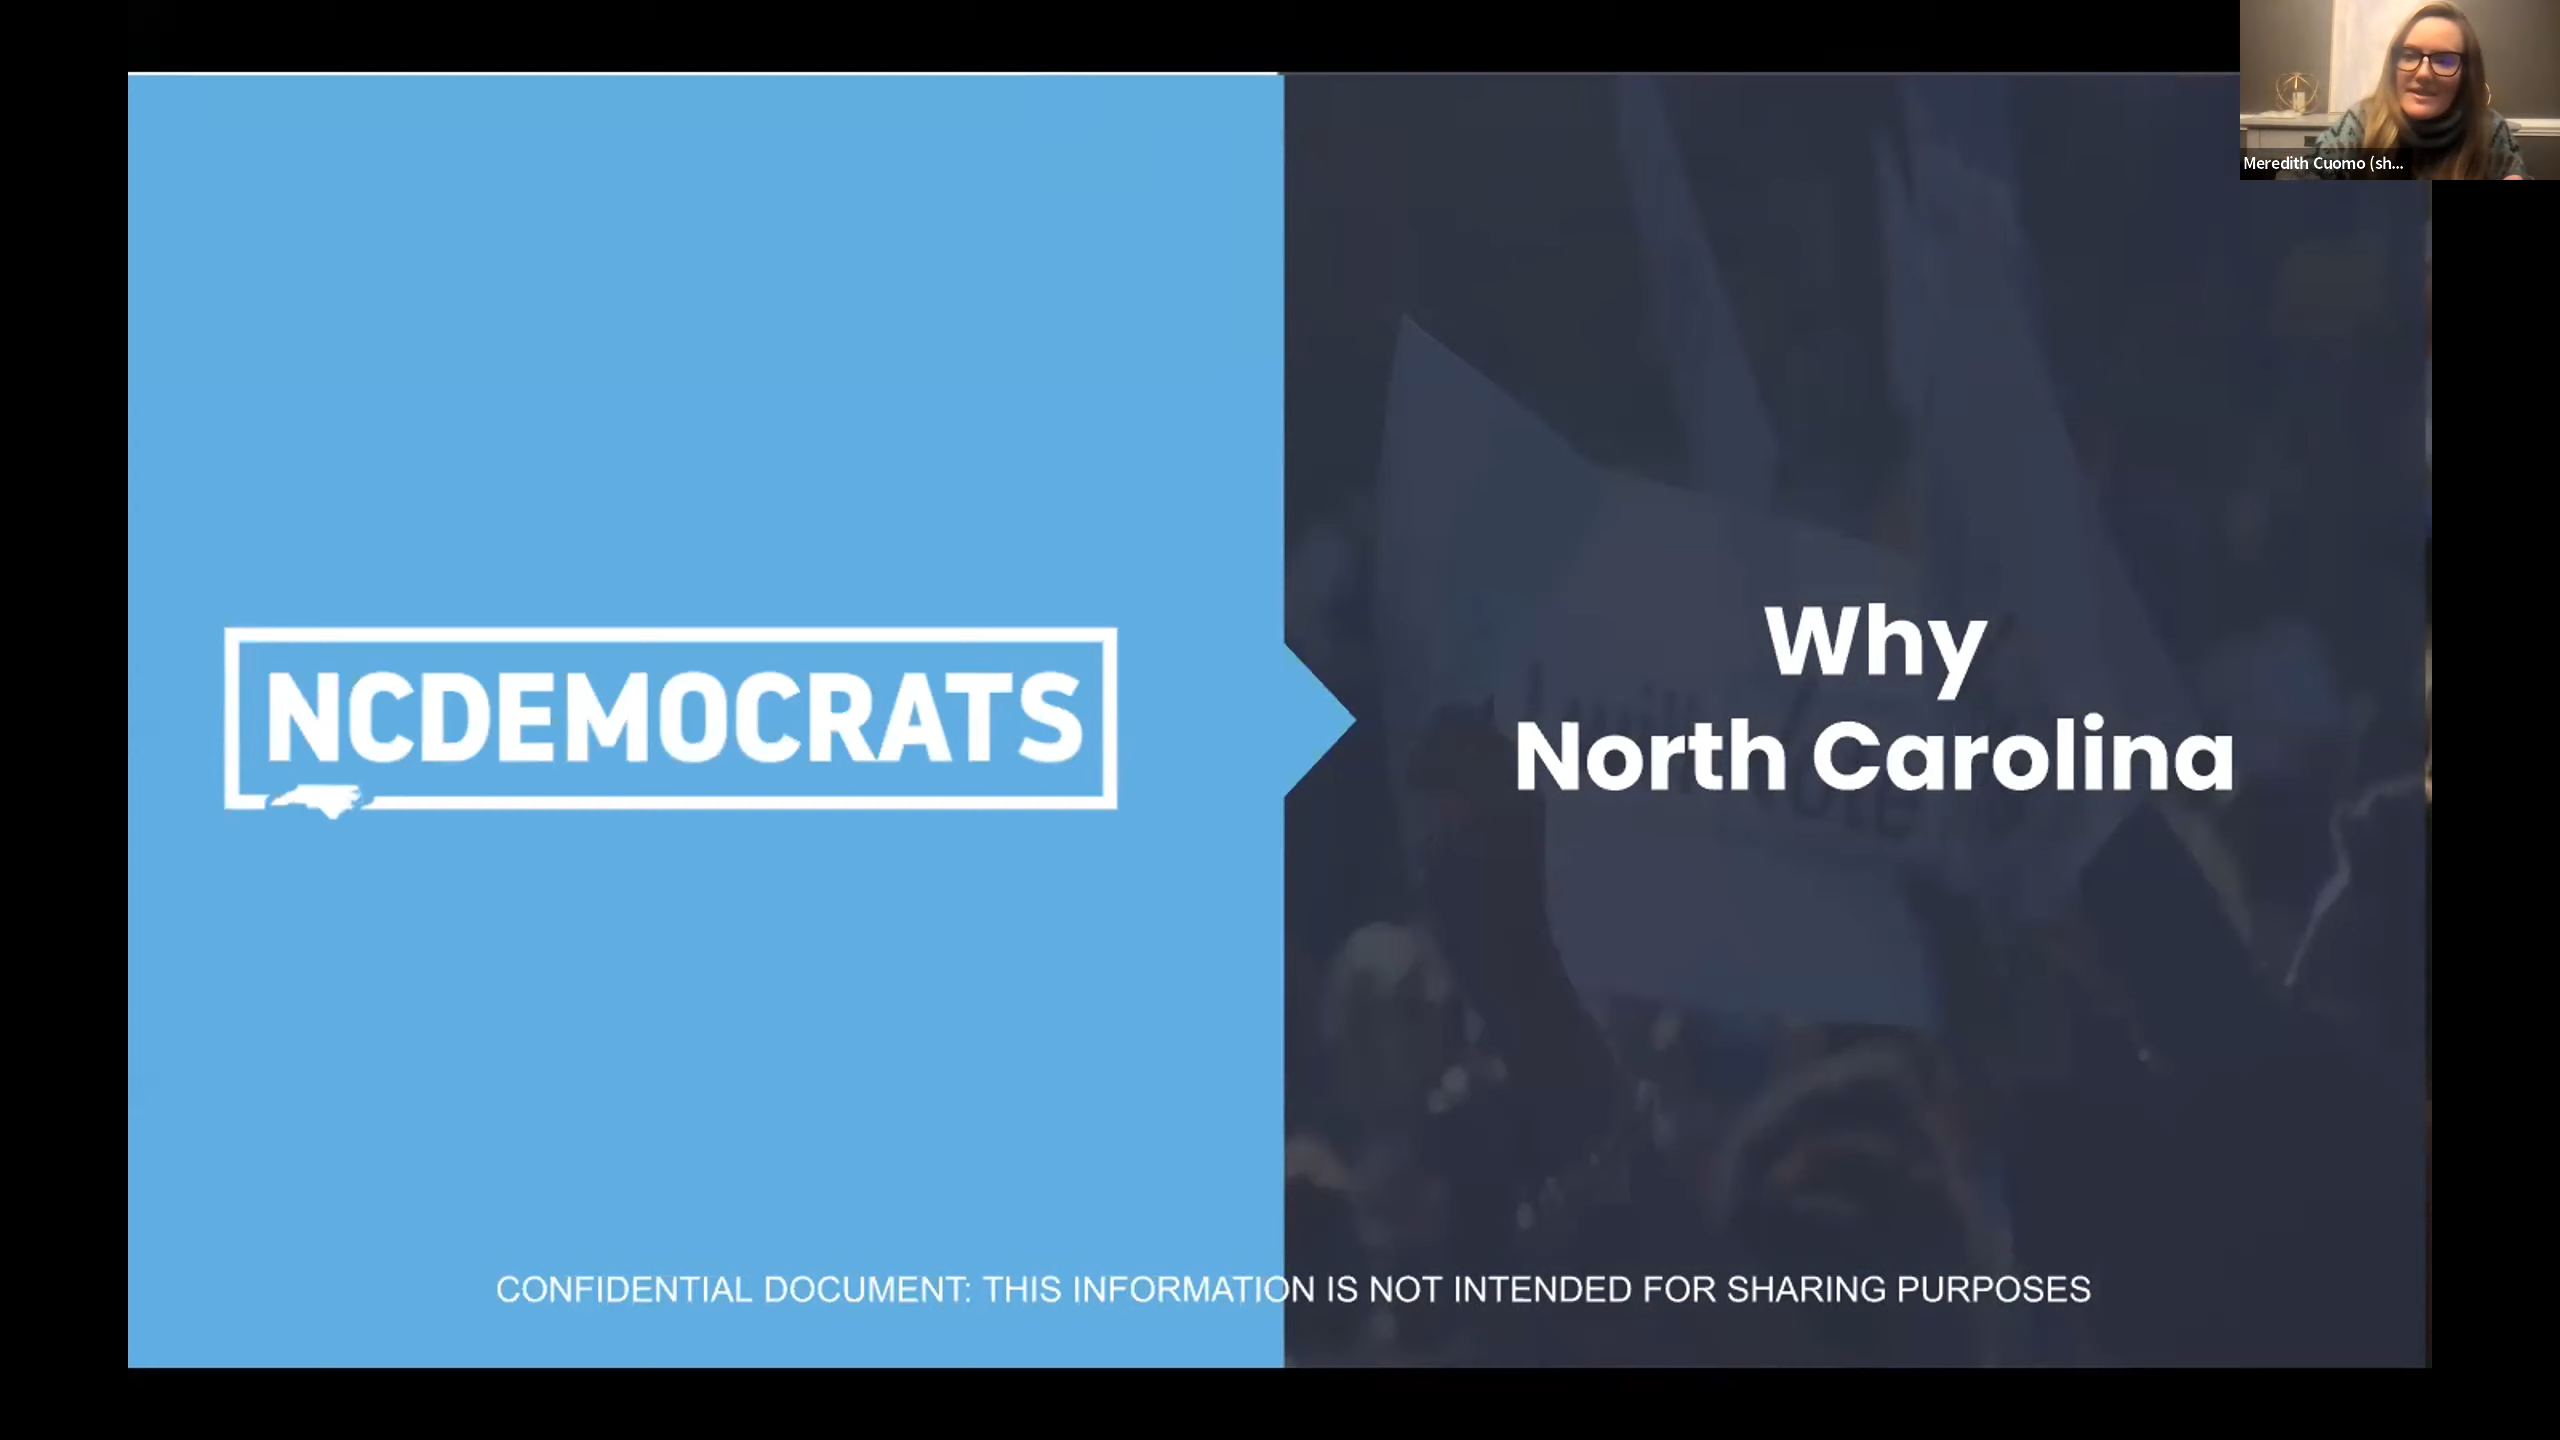 Meredith Cuomo (sh...
NCDEMOCRATS
Why
North Carolina
CONFIDENTIAL DOCUMENT: THIS INFORMATION IS NOT INTENDED FOR SHARING PURPOSES